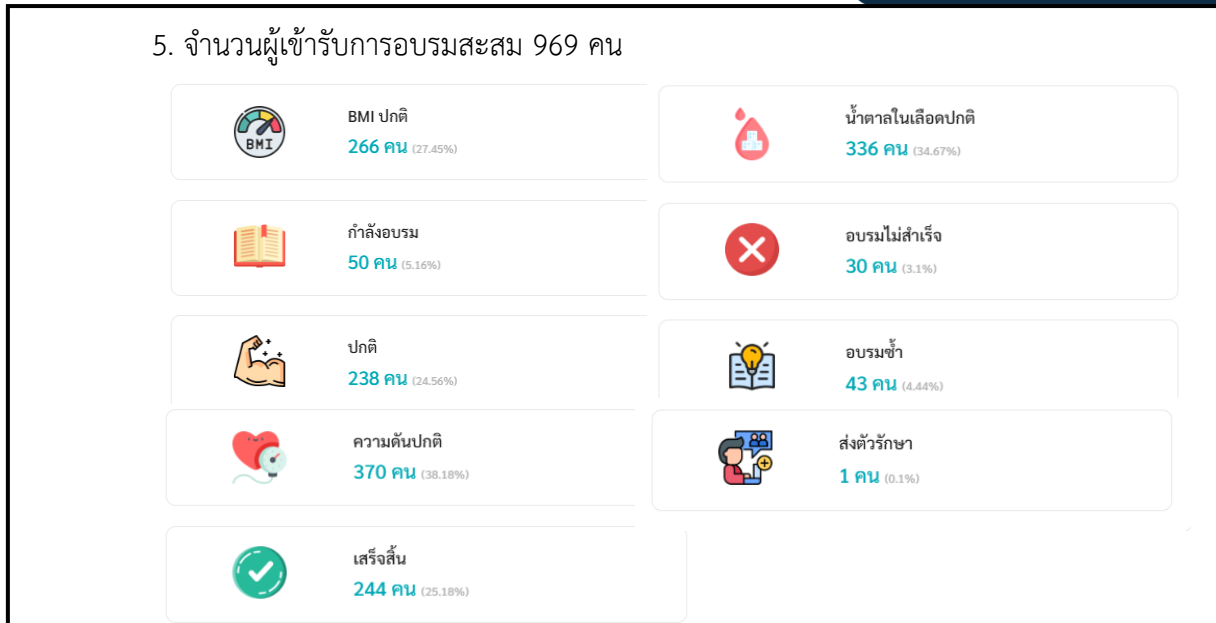 5. จำนวนผู้เข้ารับการอบรมสะสม 969 คน
BMI ปกติ
266 คน (27.45%)
น้ำตาลในเลือดปกติ
336 คน (34.67%)
กำลังอบรม
50 คน (5.16%)
อบรมไม่สำเร็จ
30 คน (3.1%)
ปกติ
238 คน (24.56%)
อบรมซ้ำ
43 คน (4.44%)
ความดันปกติ
370 คน (38.18%)
ส่งตัวรักษา
1 คน (0.1%)
เสร็จสิ้น
244 คน (25.18%)
BMI